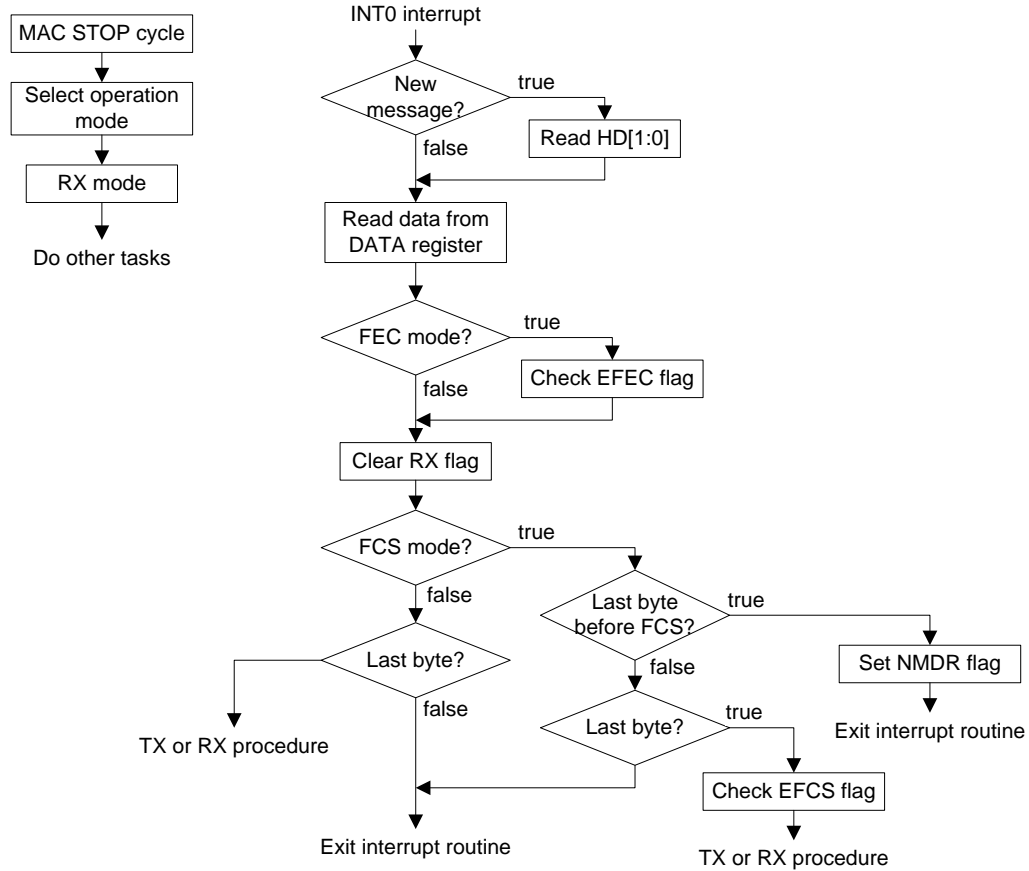 MAC STOP cycle
Select operation
mode
RX mode
Do other tasks
INT0 interrupt
New
message?
true
Read HD[1:0]
false
Read data from
DATA register
FEC mode?
true
Check EFEC flag
false
Clear RX flag
FCS mode?
true
false
Last byte
before FCS?
true
Set NMDR flag
Exit interrupt routine
false
Last byte?
false
TX or RX procedure
Last byte?
true
Check EFCS flag
Exit interrupt routine
TX or RX procedure